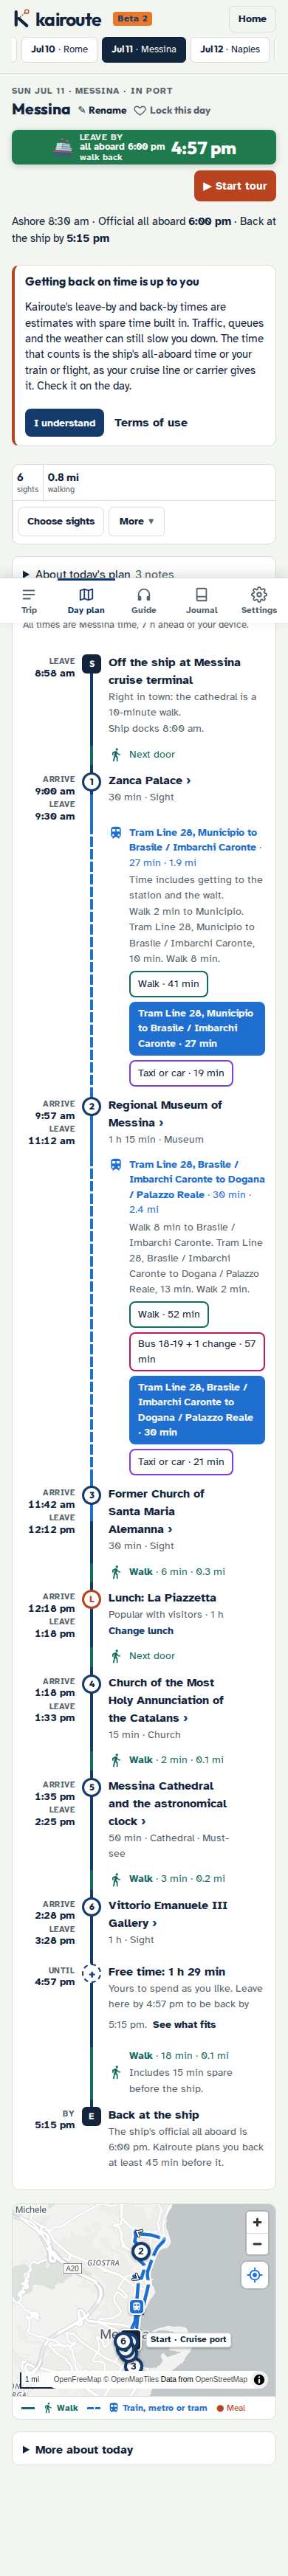 kairoute Beta 2 Home
Jul 10 · Rome Jul 11 · Messina Jul 12 · Naples
SUN JUL 11 · MESSINA · IN PORT
Messina ✎ Rename Lock this day
LEAVE BY
all aboard 6:00 pm
walk back
4:57 pm
▶ Start tour
Ashore 8:30 am · Official all aboard 6:00 pm · Back at
the ship by 5:15 pm
Getting back on time is up to you
Kairoute's leave-by and back-by times are
estimates with spare time built in. Traffic, queues
and the weather can still slow you down. The time
that counts is the ship's all-aboard time or your
train or flight, as your cruise line or carrier gives
it. Check it on the day.
I understand Terms of use
6
sights
0.8 mi
walking
Choose sights More ▾
▶ About today's plan 3 notes
Trip Day plan Guide Journal Settings
All times are Messina time, 7 h ahead of your device.
LEAVE
8:58 am
S
Off the ship at Messina
cruise terminal
Right in town: the cathedral is a
10-minute walk.
Ship docks 8:00 am.
Next door
ARRIVE
9:00 am
LEAVE
9:30 am
1
Zanca Palace ›
30 min · Sight
Tram Line 28, Municipio to
Brasile / Imbarchi Caronte ·
27 min · 1.9 mi
Time includes getting to the
station and the wait.
Walk 2 min to Municipio.
Tram Line 28, Municipio to
Brasile / Imbarchi Caronte,
10 min. Walk 8 min.
Walk · 41 min
Tram Line 28, Municipio
to Brasile / Imbarchi
Caronte · 27 min
Taxi or car · 19 min
ARRIVE
9:57 am
LEAVE
11:12 am
2
Regional Museum of
Messina ›
1 h 15 min · Museum
Tram Line 28, Brasile /
Imbarchi Caronte to Dogana
/ Palazzo Reale · 30 min ·
2.4 mi
Walk 8 min to Brasile /
Imbarchi Caronte. Tram Line
28, Brasile / Imbarchi
Caronte to Dogana / Palazzo
Reale, 13 min. Walk 2 min.
Walk · 52 min
Bus 18-19 + 1 change · 57
min
Tram Line 28, Brasile /
Imbarchi Caronte to
Dogana / Palazzo Reale
· 30 min
Taxi or car · 21 min
ARRIVE
11:42 am
LEAVE
12:12 pm
3
Former Church of
Santa Maria
Alemanna ›
30 min · Sight
Walk · 6 min · 0.3 mi
ARRIVE
12:18 pm
LEAVE
1:18 pm
L
Lunch: La Piazzetta
Popular with visitors · 1 h
Change lunch
Next door
ARRIVE
1:18 pm
LEAVE
1:33 pm
4
Church of the Most
Holy Annunciation of
the Catalans ›
15 min · Church
Walk · 2 min · 0.1 mi
ARRIVE
1:35 pm
LEAVE
2:25 pm
5
Messina Cathedral
and the astronomical
clock ›
50 min · Cathedral · Must-
see
Walk · 3 min · 0.2 mi
ARRIVE
2:28 pm
LEAVE
3:28 pm
6
Vittorio Emanuele III
Gallery ›
1 h · Sight
UNTIL
4:57 pm
+
Free time: 1 h 29 min
Yours to spend as you like. Leave
here by 4:57 pm to be back by
5:15 pm. See what fits
Walk · 18 min · 0.1 mi
Includes 15 min spare
before the ship.
BY
5:15 pm
E
Back at the ship
The ship's official all aboard is
6:00 pm. Kairoute plans you back
at least 45 min before it.
Michele
GIOSTRA
A20
2
6
3
Start · Cruise port
+
−
1 mi
OpenFreeMap © OpenMapTiles Data from OpenStreetMap
Walk Train, metro or tram Meal
▶ More about today